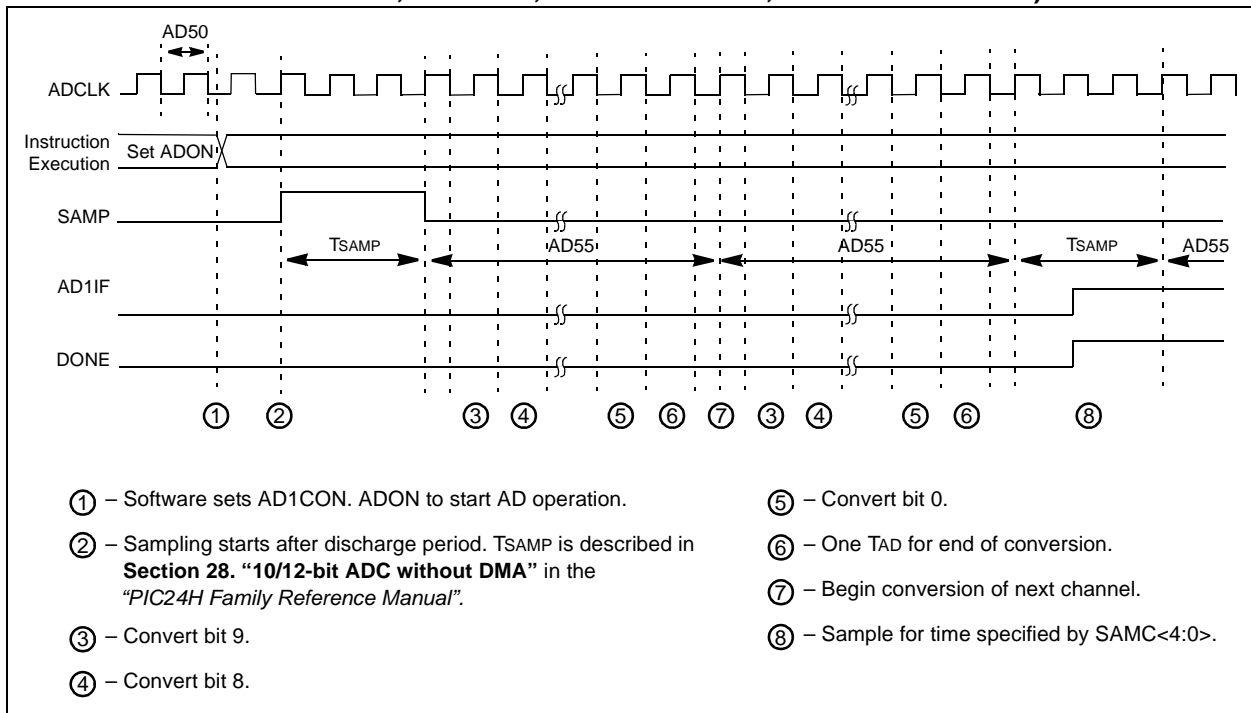 AD50
ADCLK
Instruction
Execution
Set ADON
SAMP
TSAMP
AD55
AD55
TSAMP
AD55
AD1IF
DONE
1 2 3 4 5 6 7 3 4 5 6 8
1 – Software sets AD1CON. ADON to start AD operation.
2 – Sampling starts after discharge period. TSAMP is described in
Section 28. “10/12-bit ADC without DMA” in the
“PIC24H Family Reference Manual”.
3 – Convert bit 9.
4 – Convert bit 8.
5 – Convert bit 0.
6 – One TAD for end of conversion.
7 – Begin conversion of next channel.
8 – Sample for time specified by SAMC<4:0>.